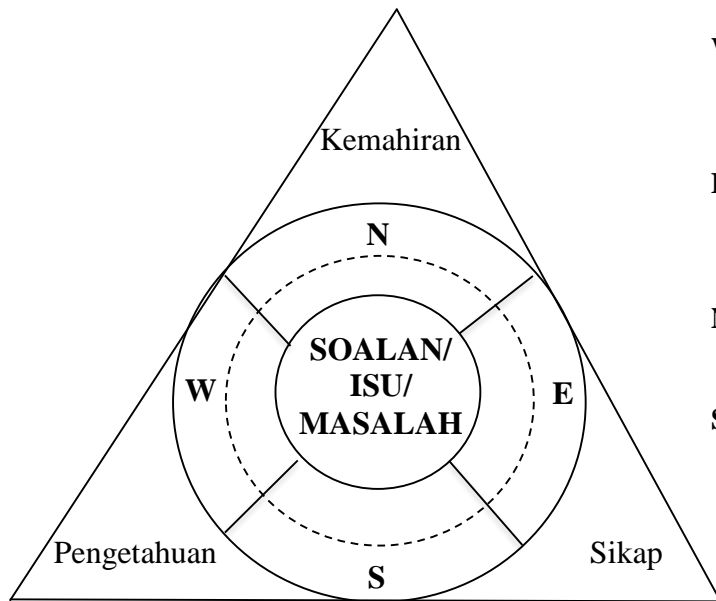 Kemahiran
N
SOALAN/
ISU/
MASALAH
W
E
S
Pengetahuan
Sikap
S